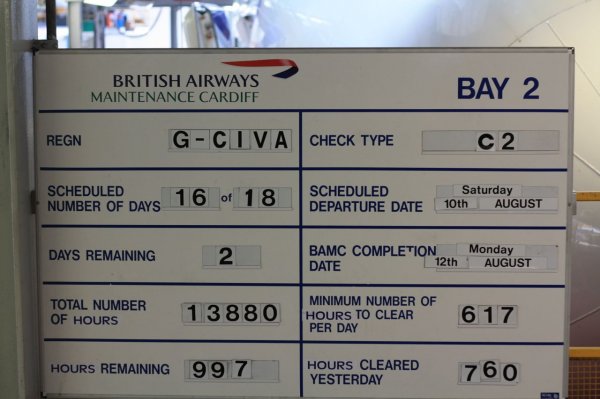 BRITISH AIRWAYS
MAINTENANCE CARDIFF
BAY 2
REGN
G-CIVA
CHECK TYPE
C2
SCHEDULED
NUMBER OF DAYS
16 of 18
SCHEDULED
DEPARTURE DATE
Saturday
10th AUGUST
DAYS REMAINING
2
BAMC COMPLETION
DATE
Monday
12th AUGUST
TOTAL NUMBER
OF HOURS
13880
MINIMUM NUMBER OF
HOURS TO CLEAR
PER DAY
617
HOURS REMAINING
997
HOURS CLEARED
YESTERDAY
760